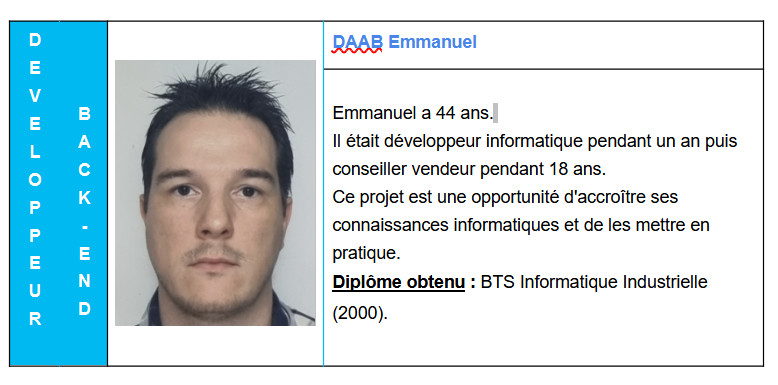 DEVELOPPEUR
BACK-END
DAAB Emmanuel
Emmanuel a 44 ans.
Il était développeur informatique pendant un an puis
conseiller vendeur pendant 18 ans.
Ce projet est une opportunité d'accroître ses
connaissances informatiques et de les mettre en
pratique.
Diplôme obtenu : BTS Informatique Industrielle
(2000).